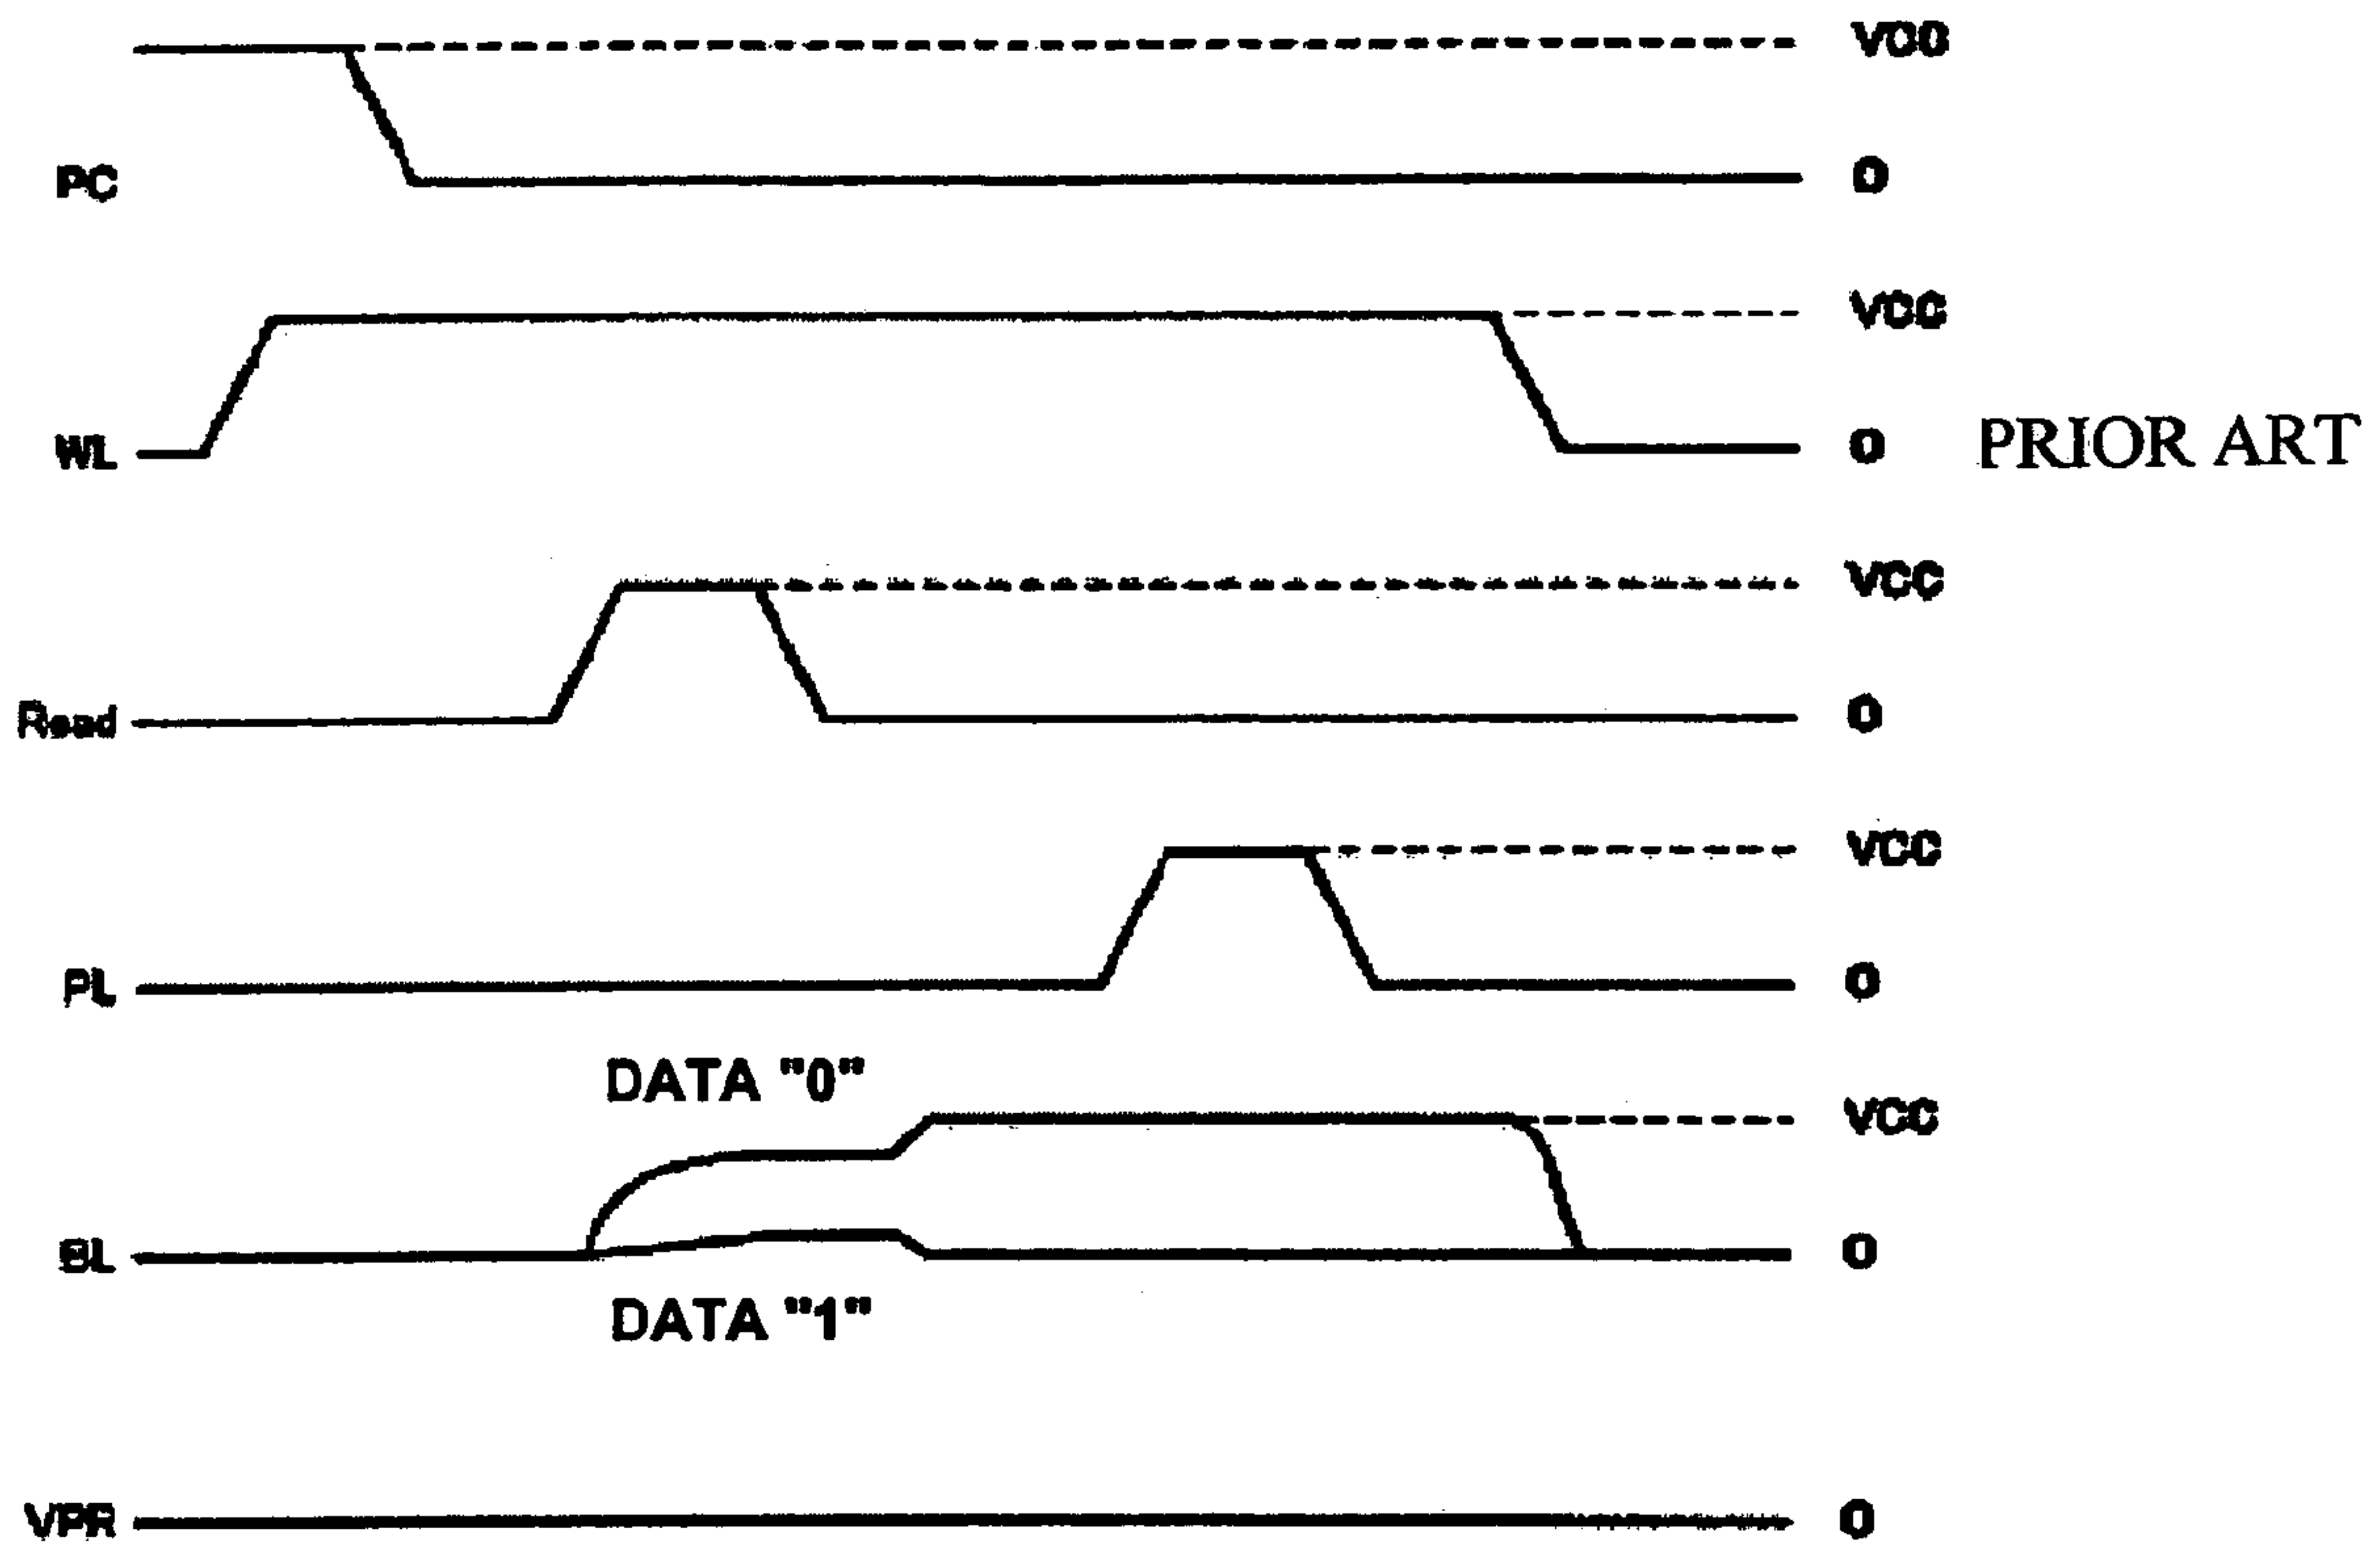 VCC
PC 0
VCC
WL 0 PRIOR ART
VCC
Read 0
VCC
PL 0
DATA "0"
VCC
BL 0
DATA "1"
VPR 0